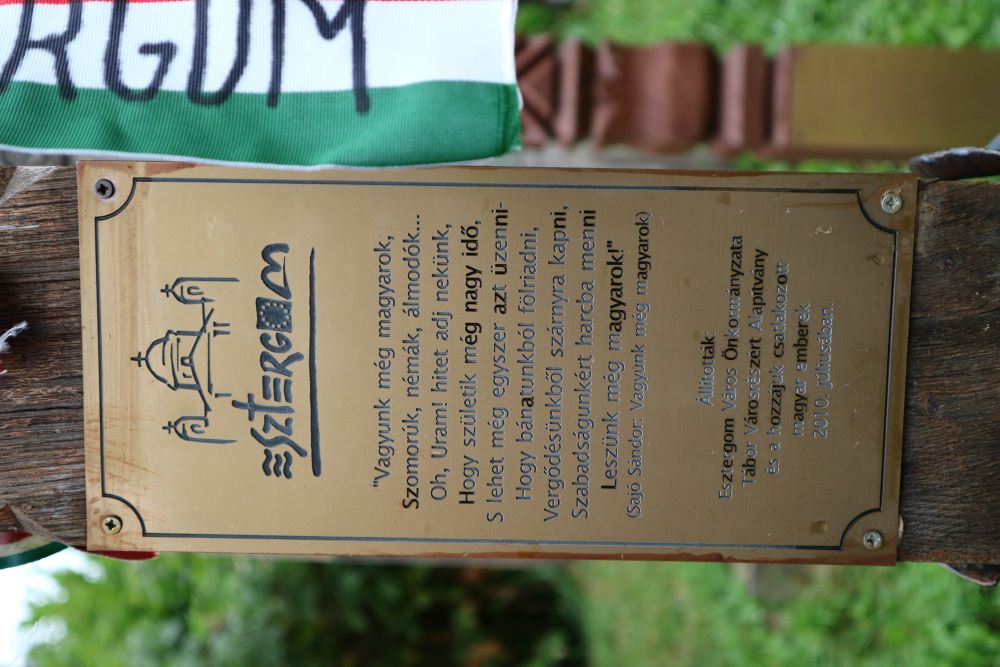 RGUM
ESZTERGOM
"Vagyunk még magyarok,
Szomorúk, némák, álmodók...
Oh, Uram! hitet adj nekünk,
Hogy születik még nagy idő,
S lehet még egyszer azt üzenni-
Hogy bánatunkból fölriadni,
Vergődésünkből szárnyra kapni,
Szabadságunkért harcba menni
Leszünk még magyarok!"
(Sajó Sándor: Vagyunk még magyarok)
Állították:
Esztergom Város Önkormányzata
Tábor Városrészért Alapítvány
és a hozzájuk csatlakozott
magyar emberek
2010. júliusában.